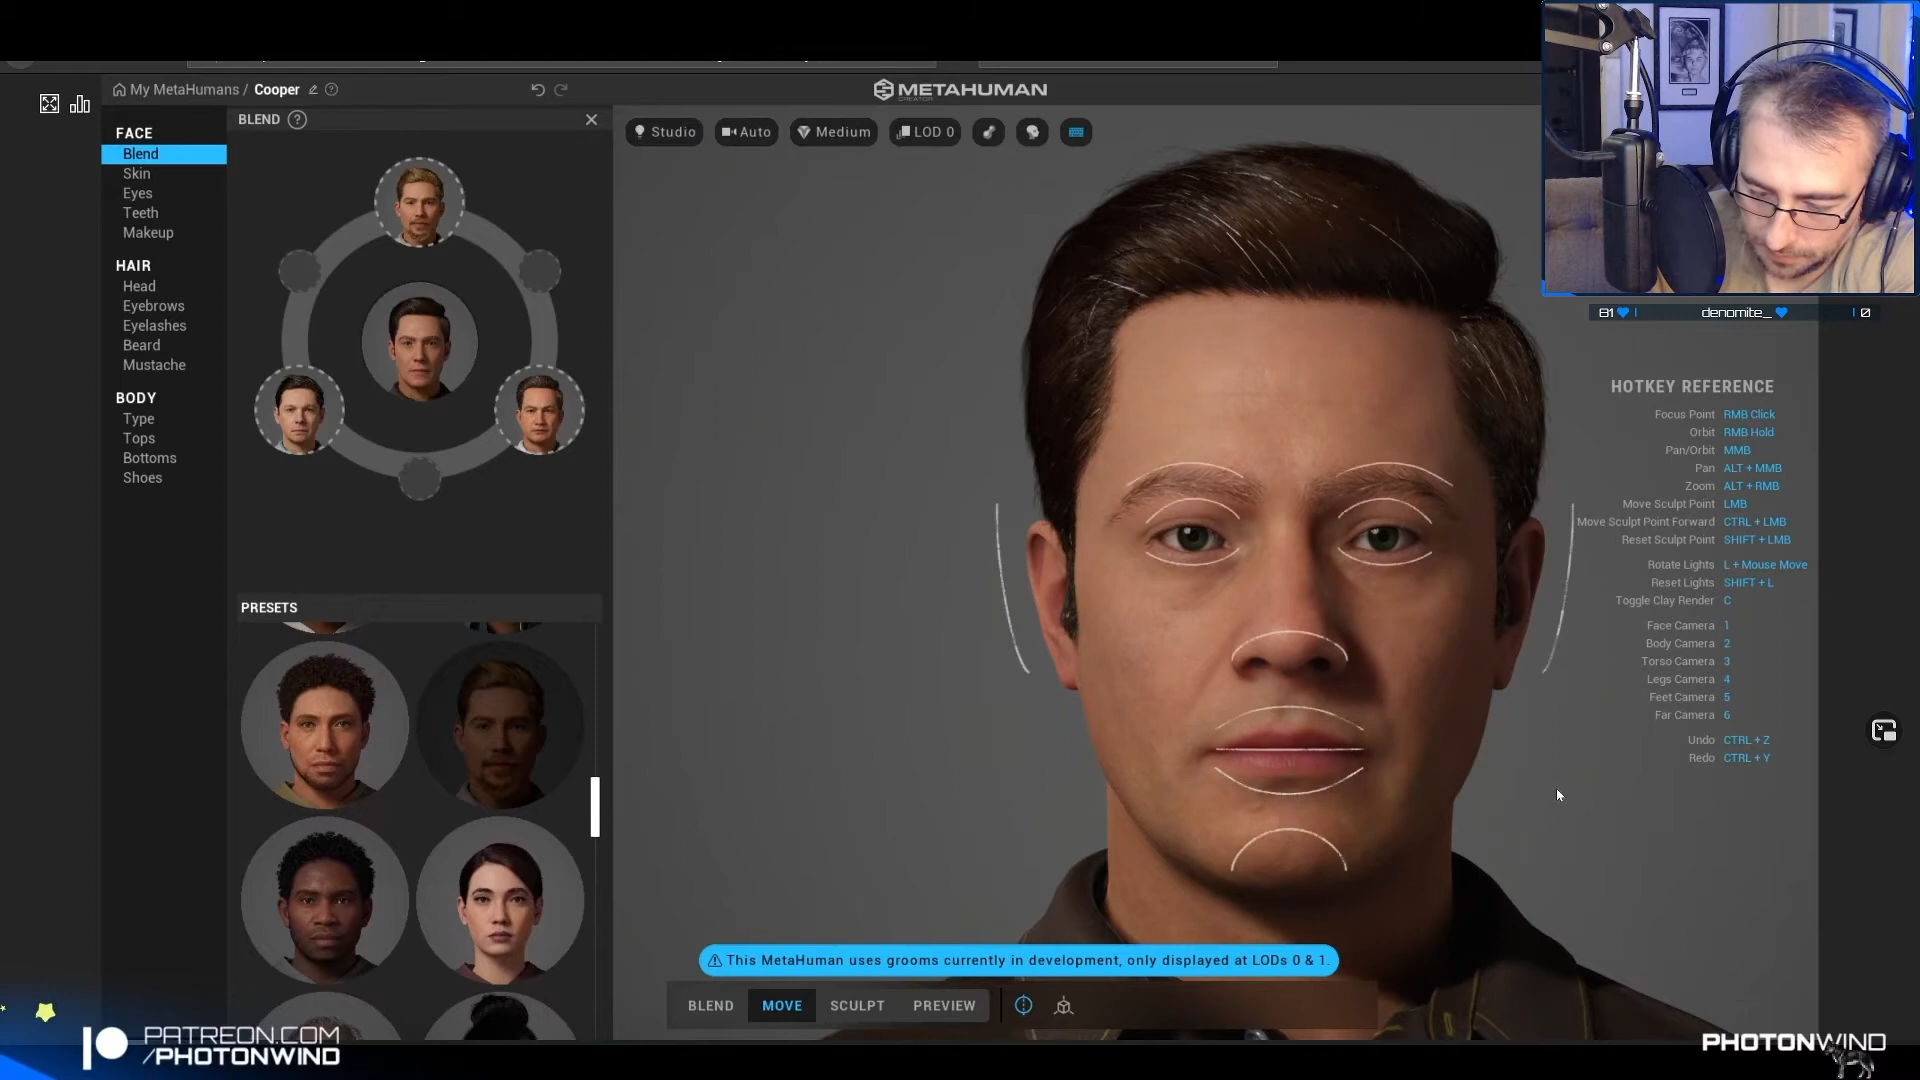 My MetaHumans / Cooper
METAHUMAN
CREATOR
FACE
Blend
Skin
Eyes
Teeth
Makeup
HAIR
Head
Eyebrows
Eyelashes
Beard
Mustache
BODY
Type
Tops
Bottoms
Shoes
BLEND
PRESETS
Studio
Auto
Medium
LOD 0
81
denomite_
0
HOTKEY REFERENCE
Focus Point RMB Click
Orbit RMB Hold
Pan/Orbit MMB
Pan ALT + MMB
Zoom ALT + RMB
Move Sculpt Point LMB
Move Sculpt Point Forward CTRL + LMB
Reset Sculpt Point SHIFT + LMB
Rotate Lights L + Mouse Move
Reset Lights SHIFT + L
Toggle Clay Render C
Face Camera 1
Body Camera 2
Torso Camera 3
Legs Camera 4
Feet Camera 5
Far Camera 6
Undo CTRL + Z
Redo CTRL + Y
This MetaHuman uses grooms currently in development, only displayed at LODs 0 & 1.
BLEND MOVE SCULPT PREVIEW
PATREON.COM
/PHOTONWIND
PHOTONWIND